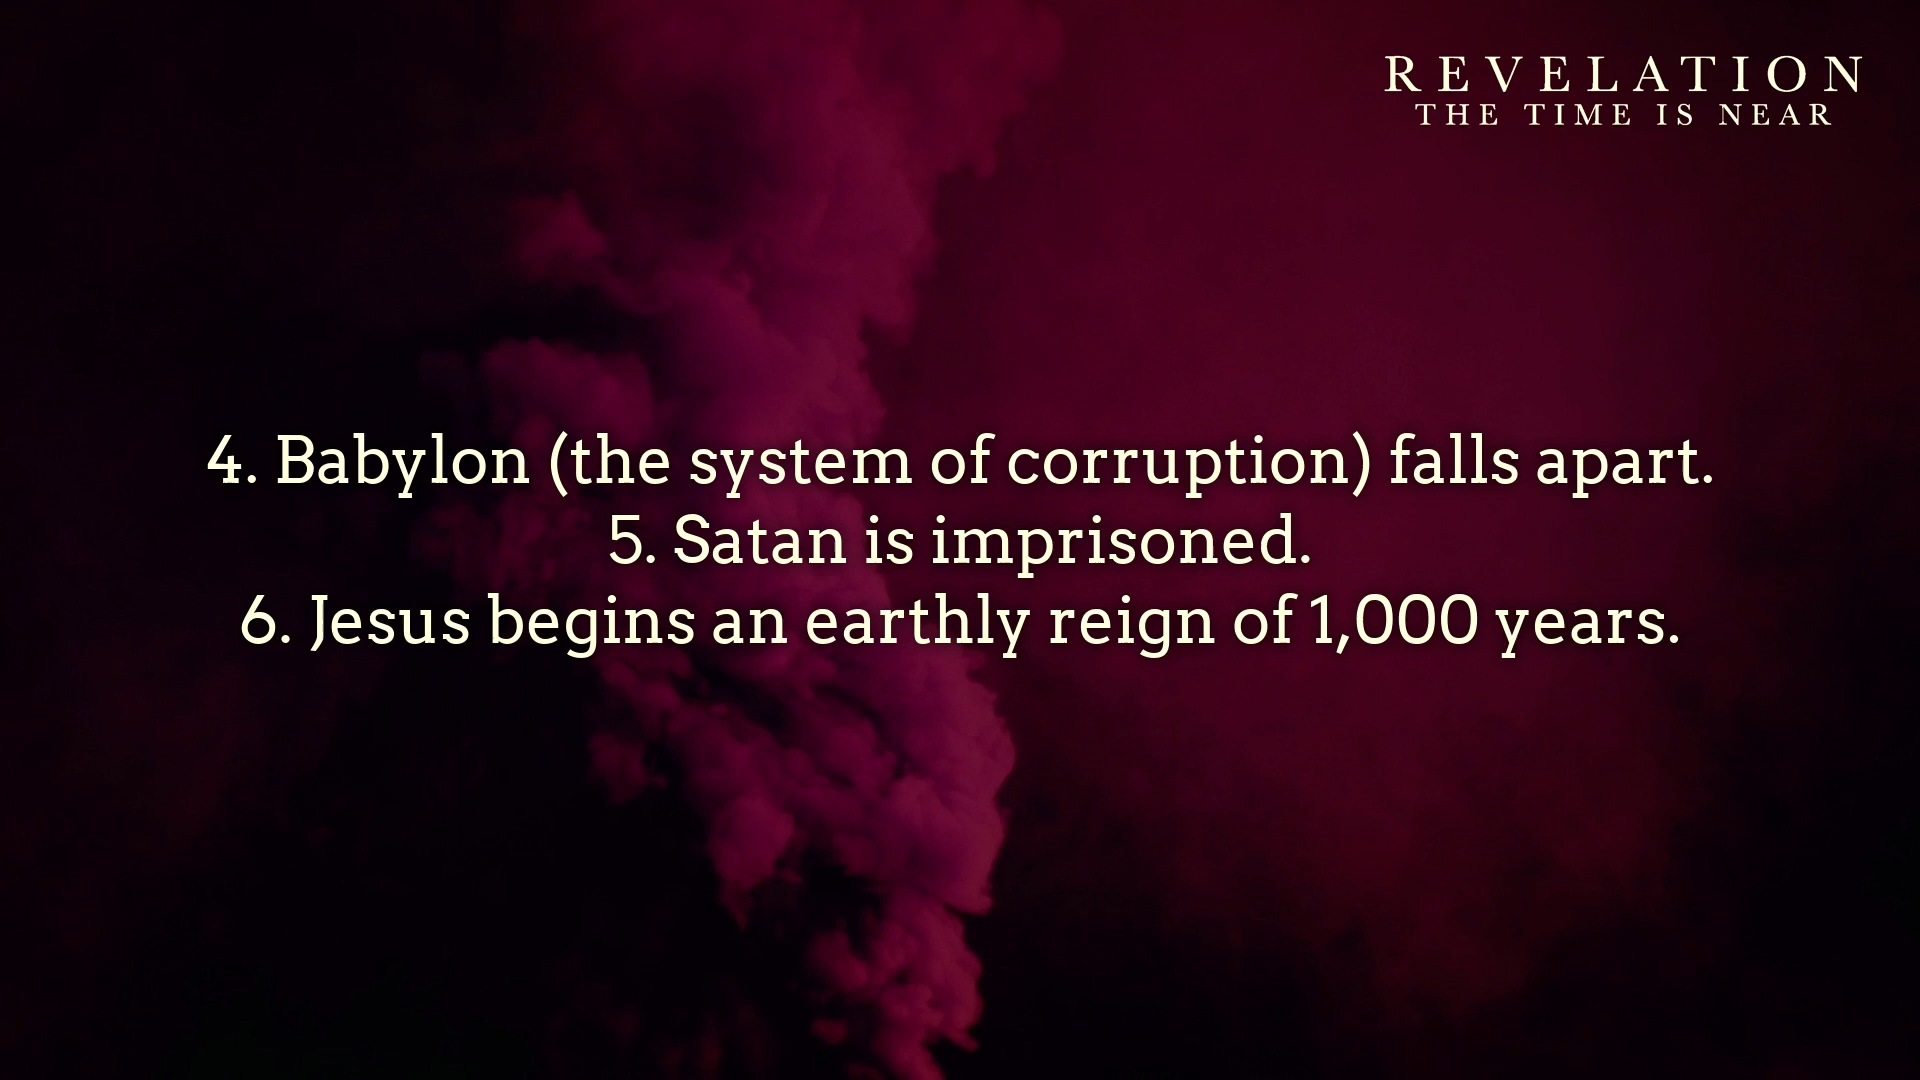 REVELATION
THE TIME IS NEAR
4. Babylon (the system of corruption) falls apart.
5. Satan is imprisoned.
6. Jesus begins an earthly reign of 1,000 years.